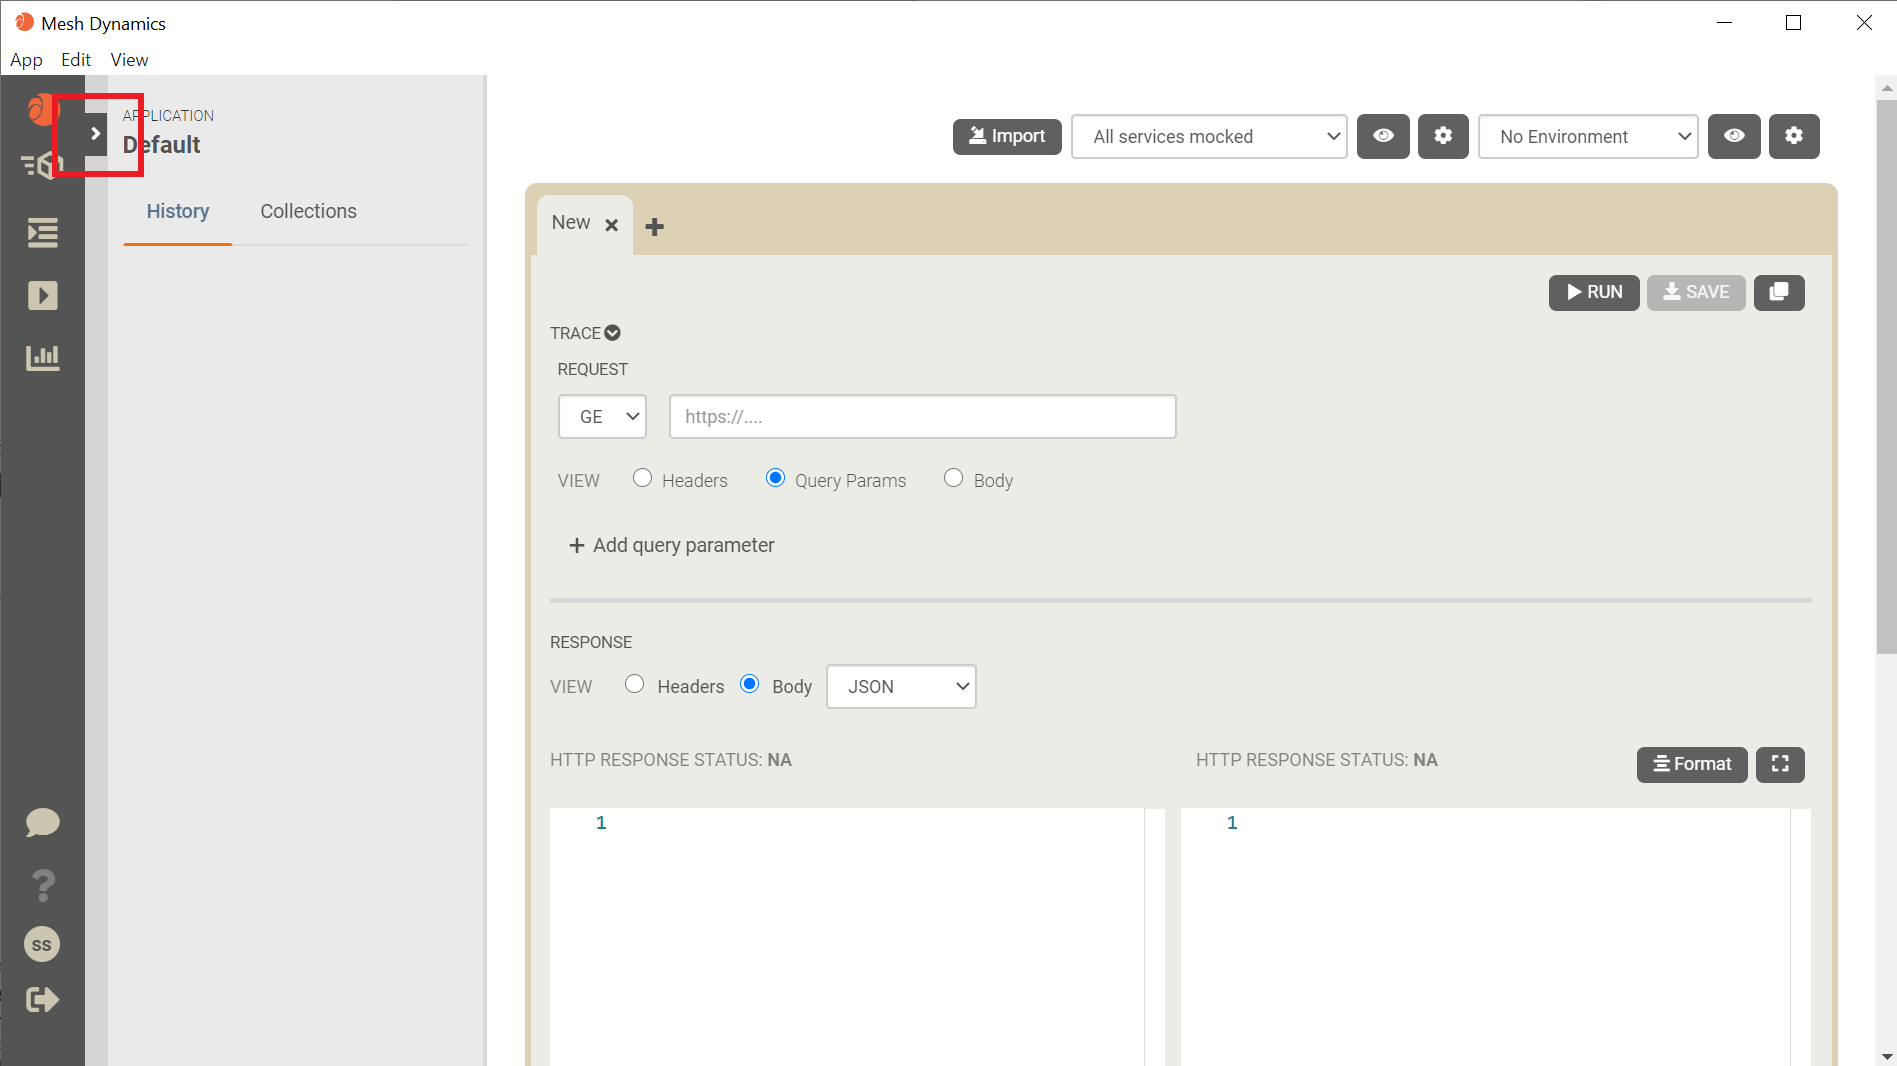 Mesh Dynamics
App Edit View
APPLICATION
Default
Import All services mocked No Environment
History Collections
New
RUN SAVE
TRACE
REQUEST
GE https://....
VIEW Headers Query Params Body
Add query parameter
RESPONSE
VIEW Headers Body JSON
HTTP RESPONSE STATUS: NA HTTP RESPONSE STATUS: NA Format
1 1
SS